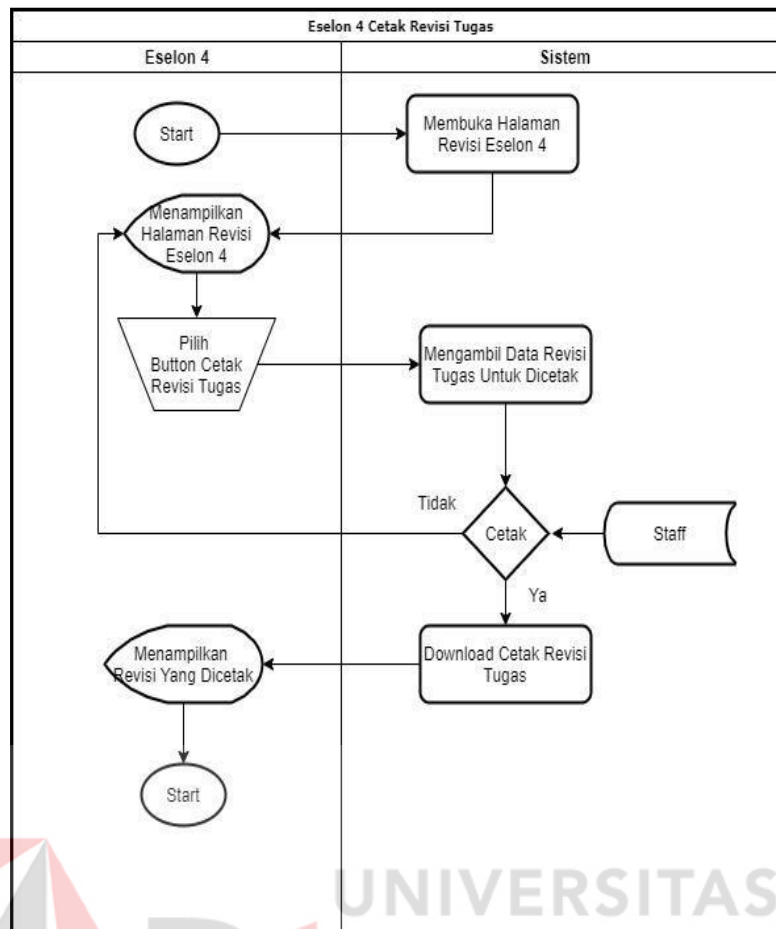 Eselon 4 Cetak Revisi Tugas
Eselon 4
Sistem
Start
Membuka Halaman
Revisi Eselon 4
Menampilkan
Halaman Revisi
Eselon 4
Pilih
Button Cetak
Revisi Tugas
Mengambil Data Revisi
Tugas Untuk Dicetak
Tidak
Cetak
Staff
Ya
Menampilkan
Revisi Yang Dicetak
Download Cetak Revisi
Tugas
Start
UNIVERSITAS